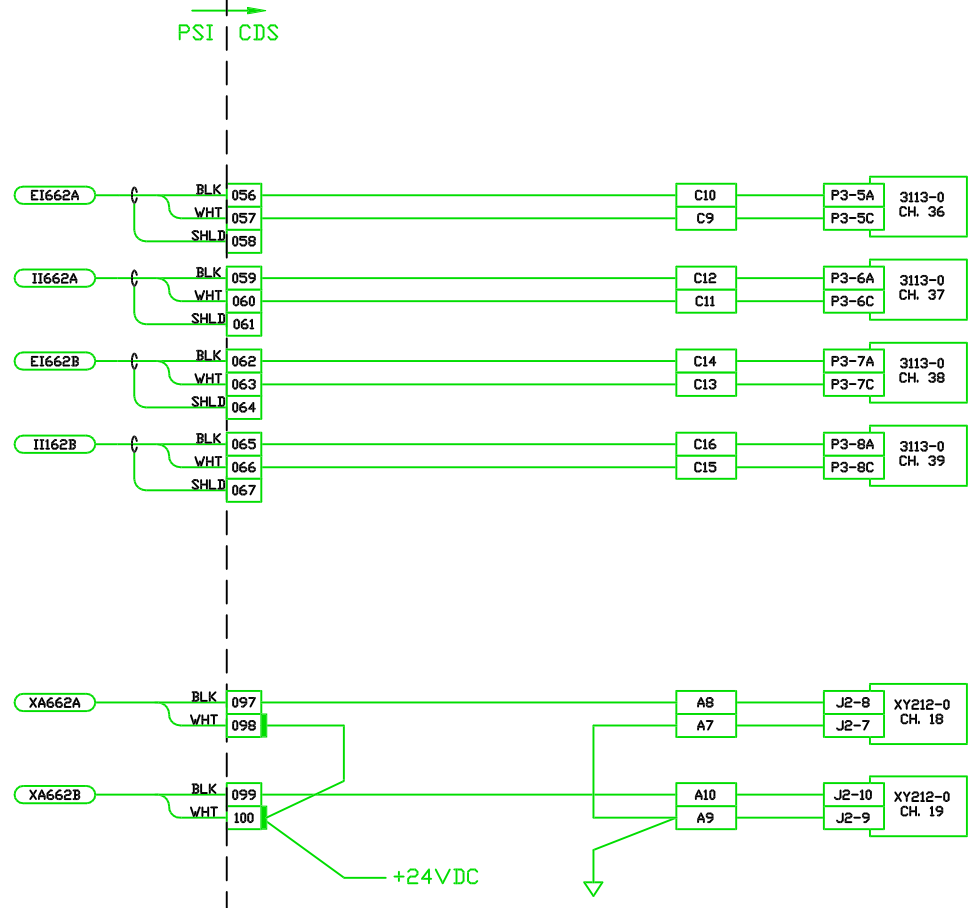 PSI CDS
EI662A BLK 056 C10 P3-5A 3113-0
WHT 057 C9 P3-5C CH. 36
SHLD 058
II662A BLK 059 C12 P3-6A 3113-0
WHT 060 C11 P3-6C CH. 37
SHLD 061
EI662B BLK 062 C14 P3-7A 3113-0
WHT 063 C13 P3-7C CH. 38
SHLD 064
II162B BLK 065 C16 P3-8A 3113-0
WHT 066 C15 P3-8C CH. 39
SHLD 067
XA662A BLK 097 A8 J2-8 XY212-0
WHT 098 A7 J2-7 CH. 18
XA662B BLK 099 A10 J2-10 XY212-0
WHT 100 A9 J2-9 CH. 19
+24VDC